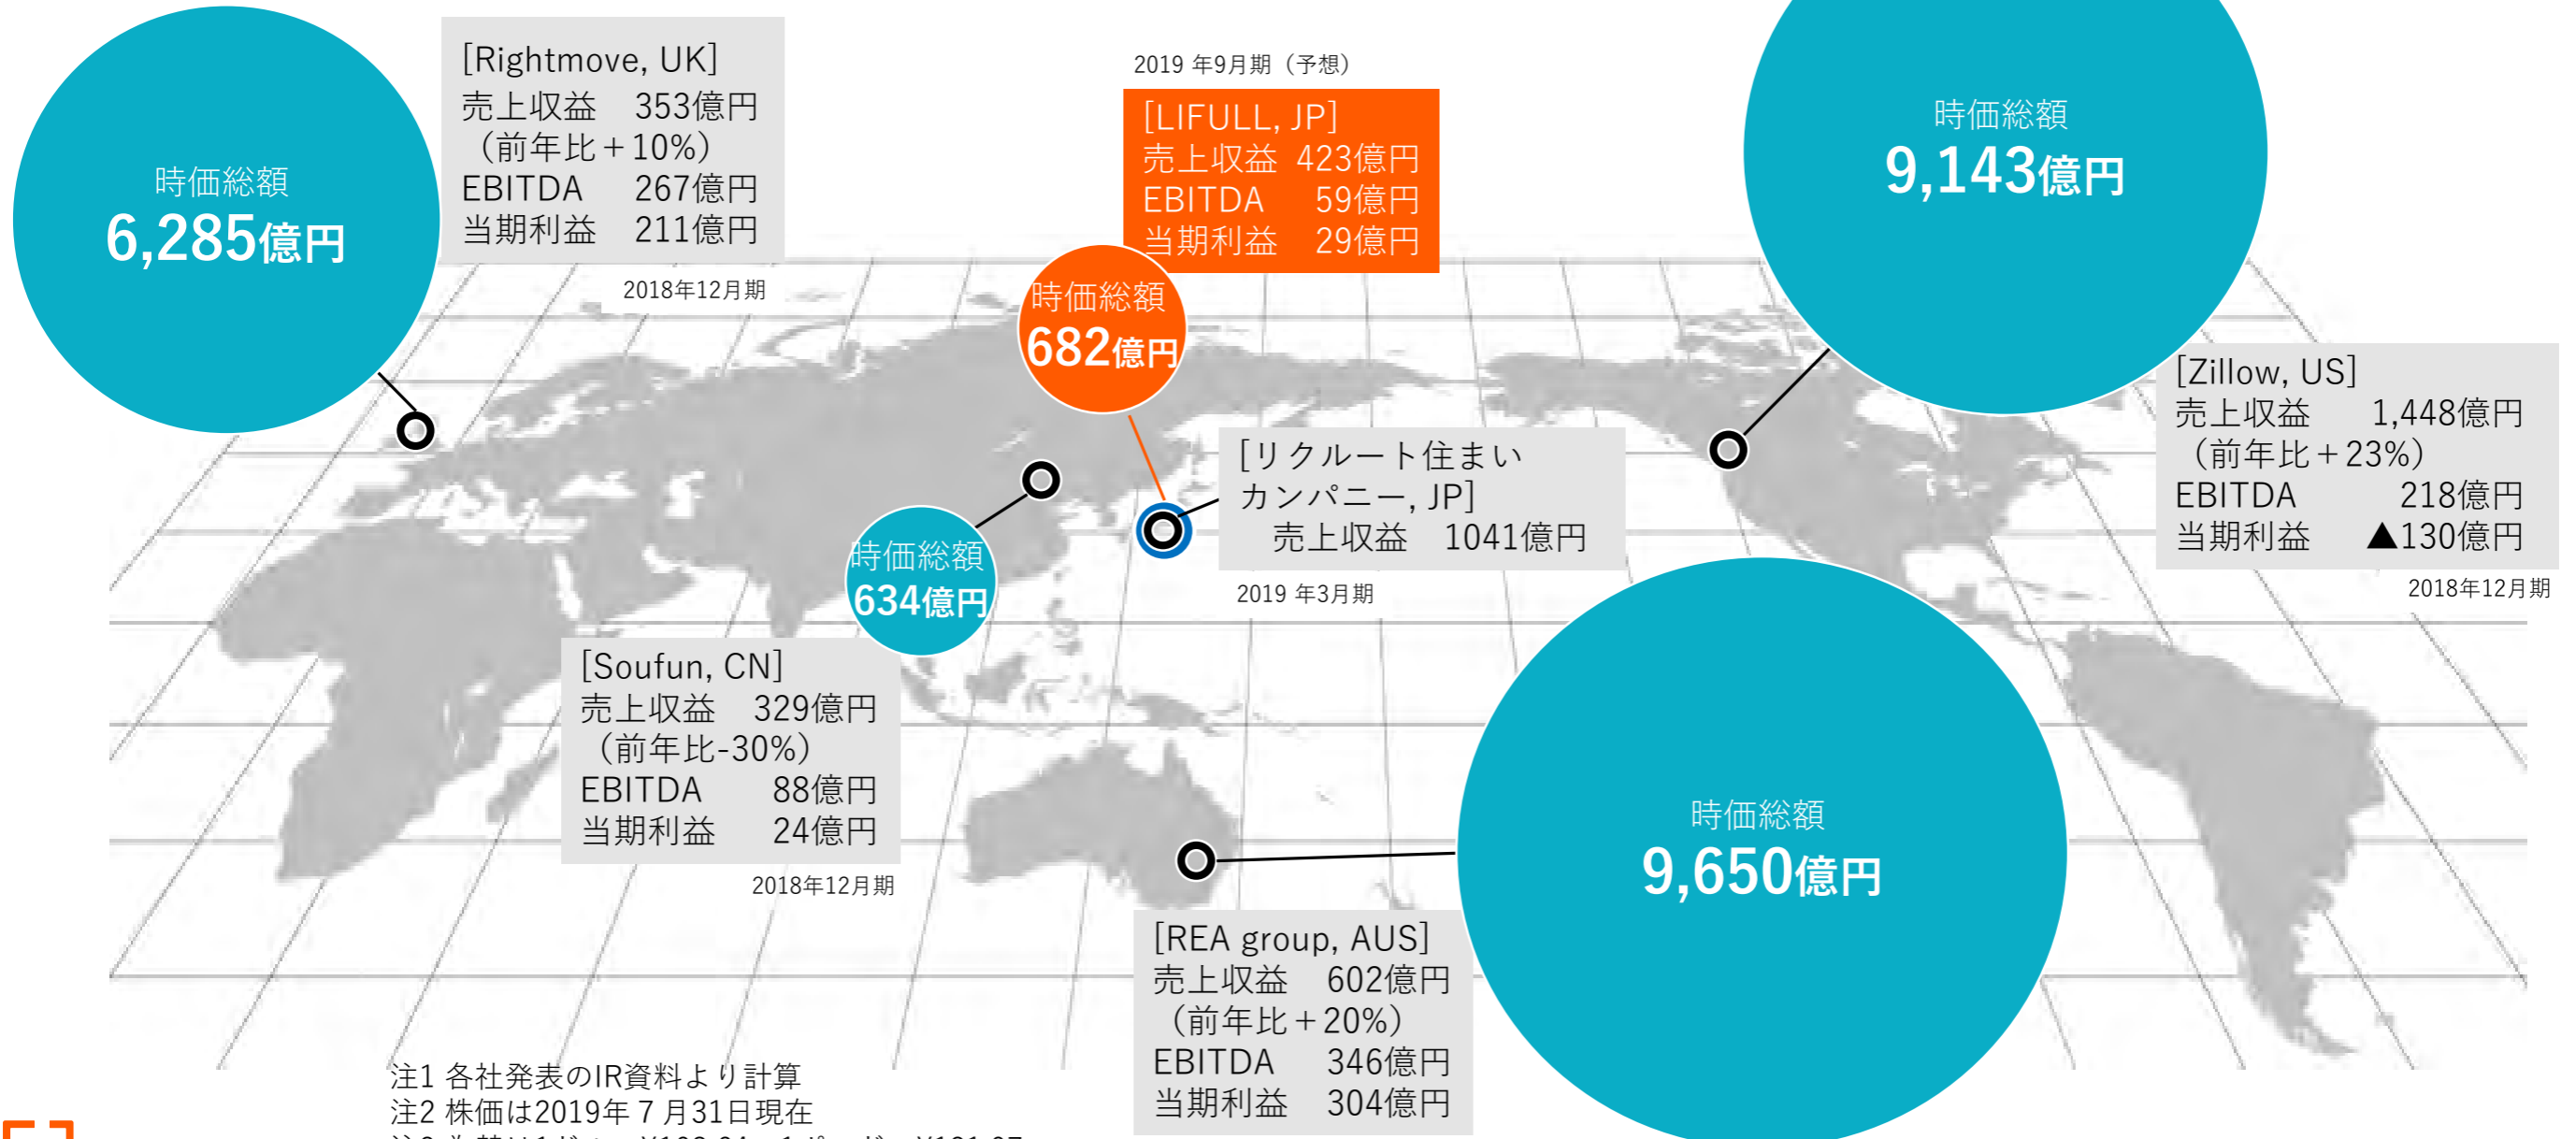 時価総額
6,285億円
[Rightmove, UK]
売上収益 353億円
（前年比＋10%）
EBITDA 267億円
当期利益 211億円
2018年12月期
2019 年9月期（予想）
[LIFULL, JP]
売上収益 423億円
EBITDA 59億円
当期利益 29億円
時価総額
682億円
時価総額
9,143億円
[Zillow, US]
売上収益 1,448億円
（前年比＋23%）
EBITDA 218億円
当期利益 ▲130億円
2018年12月期
[リクルート住まい
カンパニー, JP]
売上収益 1041億円
2019 年3月期
時価総額
634億円
[Soufun, CN]
売上収益 329億円
（前年比-30%）
EBITDA 88億円
当期利益 24億円
2018年12月期
時価総額
9,650億円
[REA group, AUS]
売上収益 602億円
（前年比＋20%）
EBITDA 346億円
当期利益 304億円
注1 各社発表のIR資料より計算
注2 株価は2019年７月31日現在